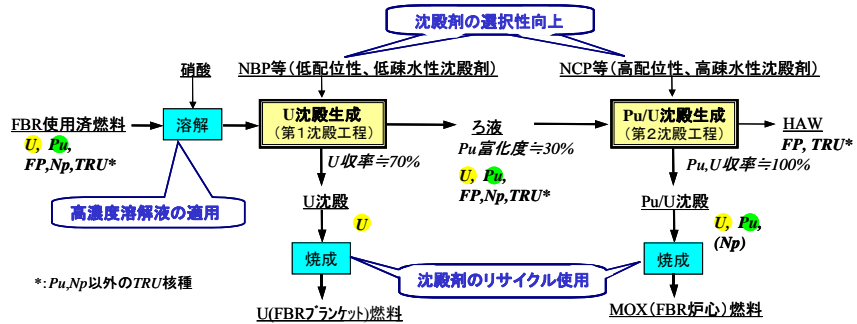 沈殿剤の選択性向上
硝酸
NBP等(低配位性、低疎水性沈殿剤)
NCP等(高配位性、高疎水性沈殿剤)
FBR使用済燃料
溶解
U沈殿生成
(第1沈殿工程)
ろ液
Pu/U沈殿生成
(第2沈殿工程)
HAW
U, Pu,
FP,Np,TRU*
U収率≒70%
Pu富化度≒30%
U, Pu,
FP,Np,TRU*
Pu,U収率≒100%
FP, TRU*
高濃度溶解液の適用
U沈殿
U
Pu/U沈殿
U, Pu,
(Np)
焼成
沈殿剤のリサイクル使用
焼成
*:Pu,Np以外のTRU核種
U(FBRブランケット)燃料
MOX(FBR炉心)燃料